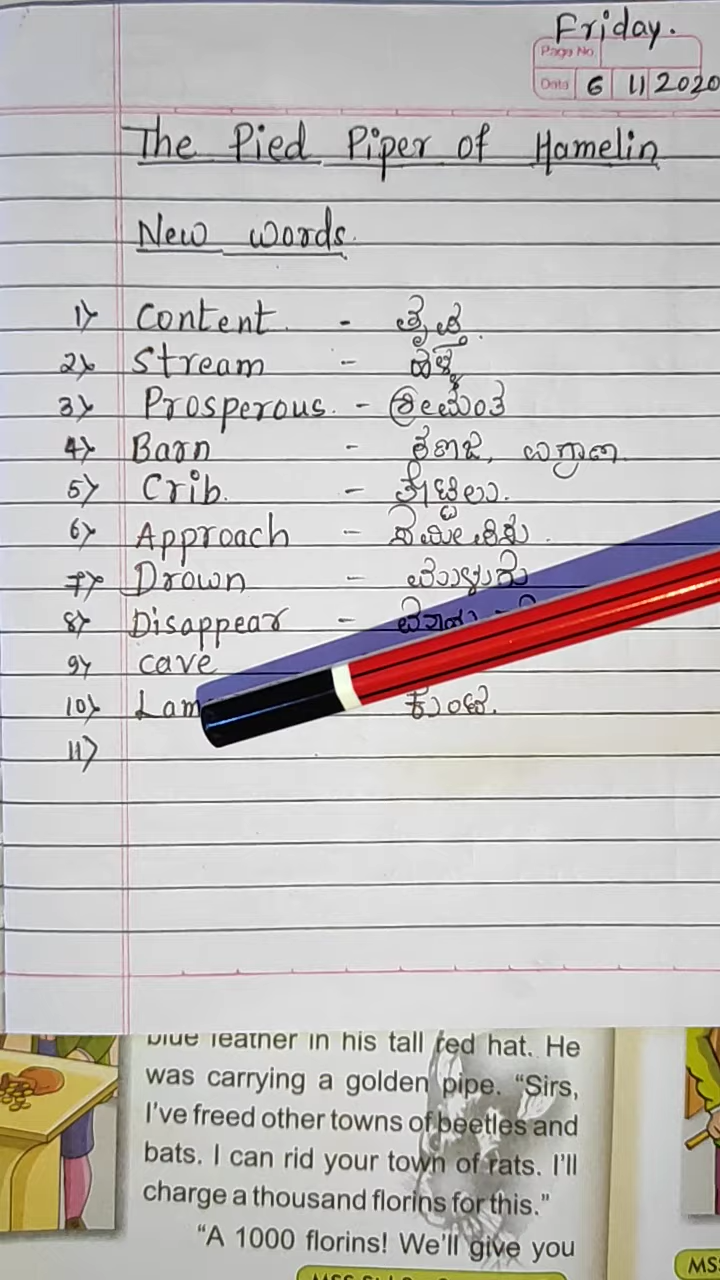 Friday.
Page No
Date 6 11 2020
The Pied Piper of Hamelin
New words.
1) Content. - ತೃಪ್ತ.
2) Stream - ಹಳ್ಳ
3) Prosperous. - ಶ್ರೀಮಂತ
4) Barn - ಕಣಜ, ಉಗ್ರಾಣ.
5) Crib. - ತೊಟ್ಟಿಲು.
6) Approach - ಸಮೀಪಿಸು.
7) Drown - ಮುಳುಗು
8) Disappear -
9) cave
10) Lam ಕುಂಟ.
11)
blue feather in his tall red hat. He
was carrying a golden pipe. “Sirs,
I’ve freed other towns of beetles and
bats. I can rid your town of rats. I’ll
charge a thousand florins for this.”
“A 1000 florins! We’ll give you